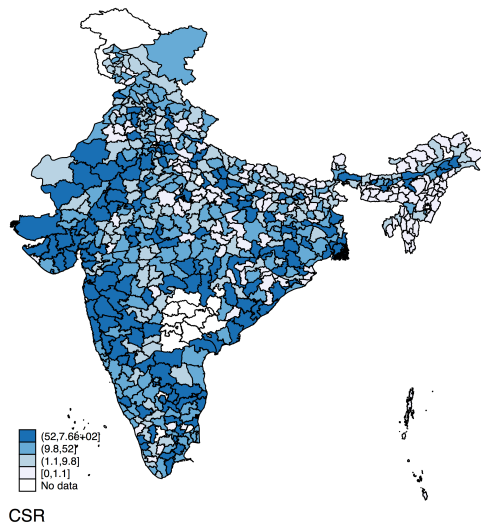 (52,7.6e+02]
(9.8,52]
(1.1,9.8]
[0,1.1]
No data
CSR